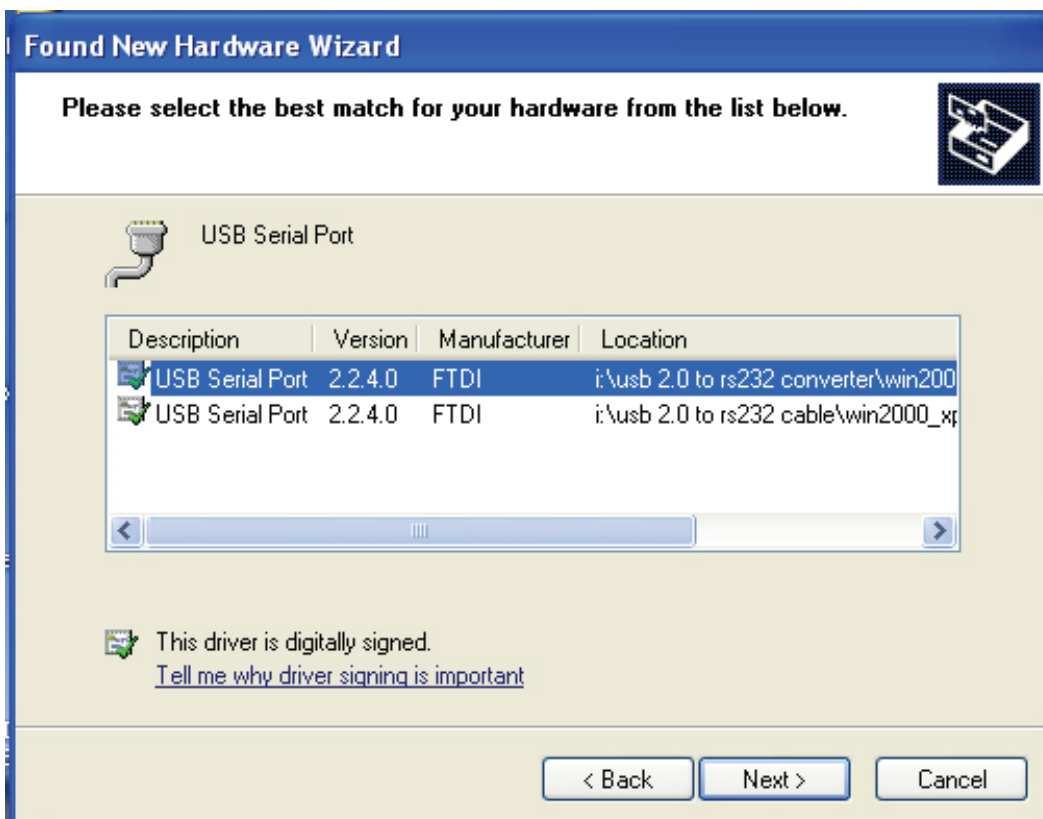 Found New Hardware Wizard
Please select the best match for your hardware from the list below.
USB Serial Port
Description Version Manufacturer Location
USB Serial Port 2.2.4.0 FTDI i:\usb 2.0 to rs232 converter\win200
USB Serial Port 2.2.4.0 FTDI i:\usb 2.0 to rs232 cable\win2000_xp
This driver is digitally signed.
Tell me why driver signing is important
< Back Next > Cancel